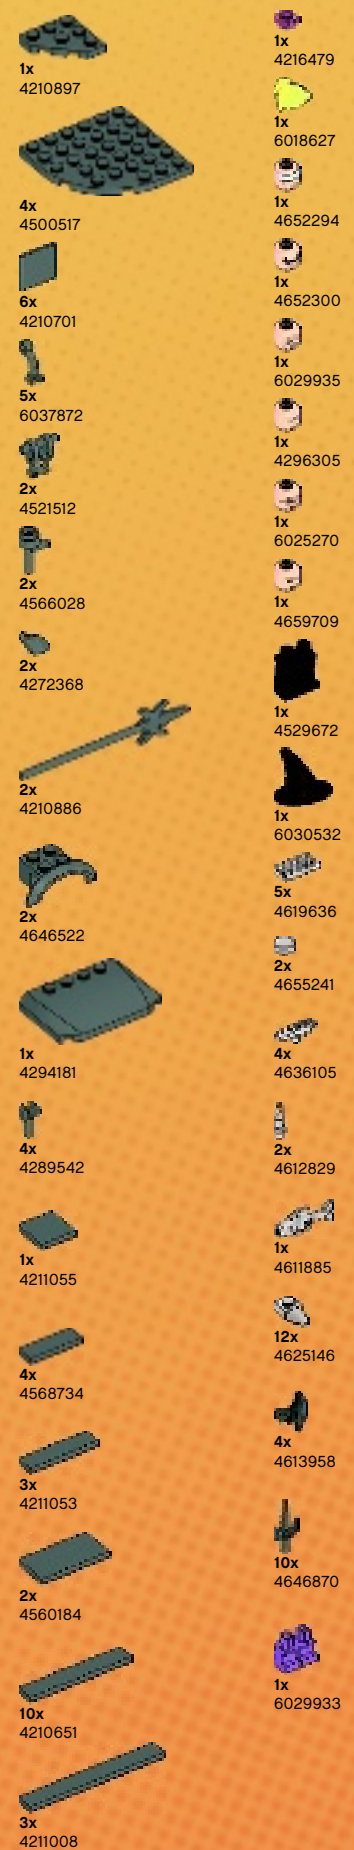 1x
4210897
4x
4500517
6x
4210701
5x
6037872
2x
4521512
2x
4566028
2x
4272368
2x
4210886
2x
4646522
1x
4294181
4x
4289542
1x
4211055
4x
4568734
3x
4211053
2x
4560184
10x
4210651
3x
4211008
1x
4216479
1x
6018627
1x
4652294
1x
4652300
1x
6029935
1x
4296305
1x
6025270
1x
4659709
1x
4529672
1x
6030532
5x
4619636
2x
4655241
4x
4636105
2x
4612829
1x
4611885
12x
4625146
4x
4613958
10x
4646870
1x
6029933